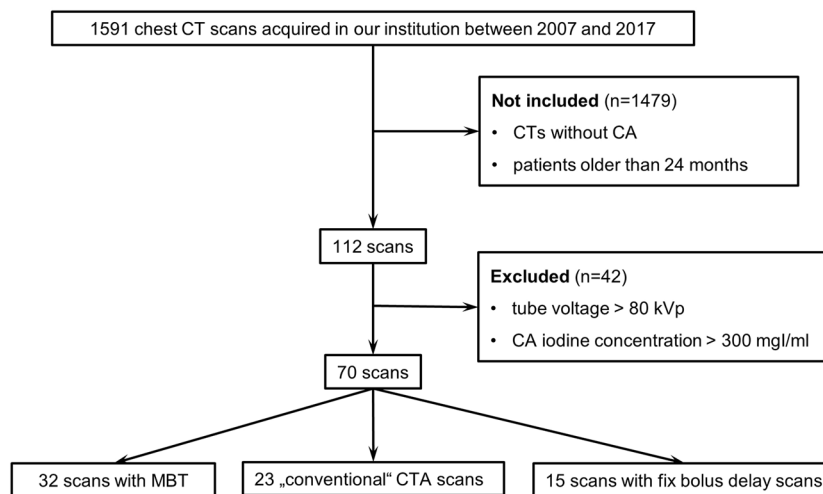 1591 chest CT scans acquired in our institution between 2007 and 2017
Not included (n=1479)
• CTs without CA
• patients older than 24 months
112 scans
Excluded (n=42)
• tube voltage > 80 kVp
• CA iodine concentration > 300 mgI/ml
70 scans
32 scans with MBT
23 „conventional“ CTA scans
15 scans with fix bolus delay scans